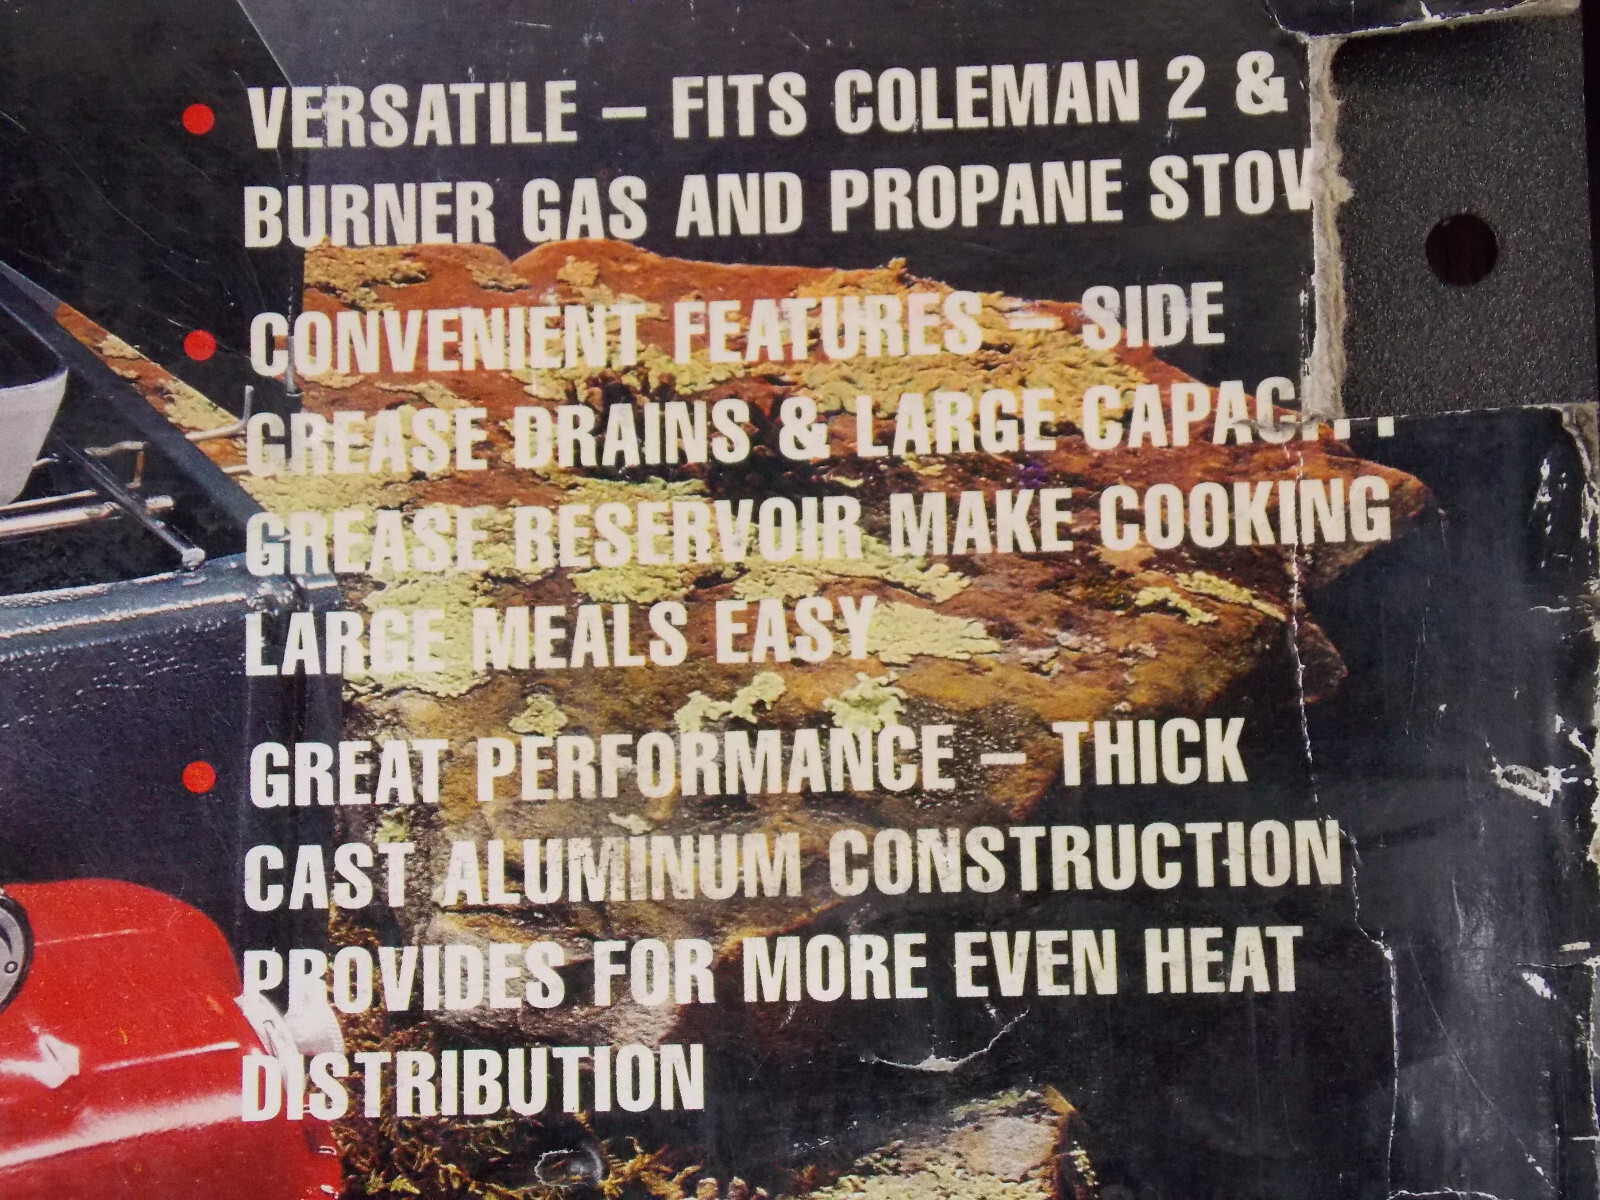 • VERSATILE – FITS COLEMAN 2 &
BURNER GAS AND PROPANE
• CONVENIENT FEATURES – SIDE
GREASE DRAINS & LARGE CAPACITY
GREASE RESERVOIR MAKE COOKING
LARGE MEALS EASY
• GREAT PERFORMANCE – THICK
CAST ALUMINUM CONSTRUCTION
PROVIDES FOR MORE EVEN HEAT
DISTRIBUTION